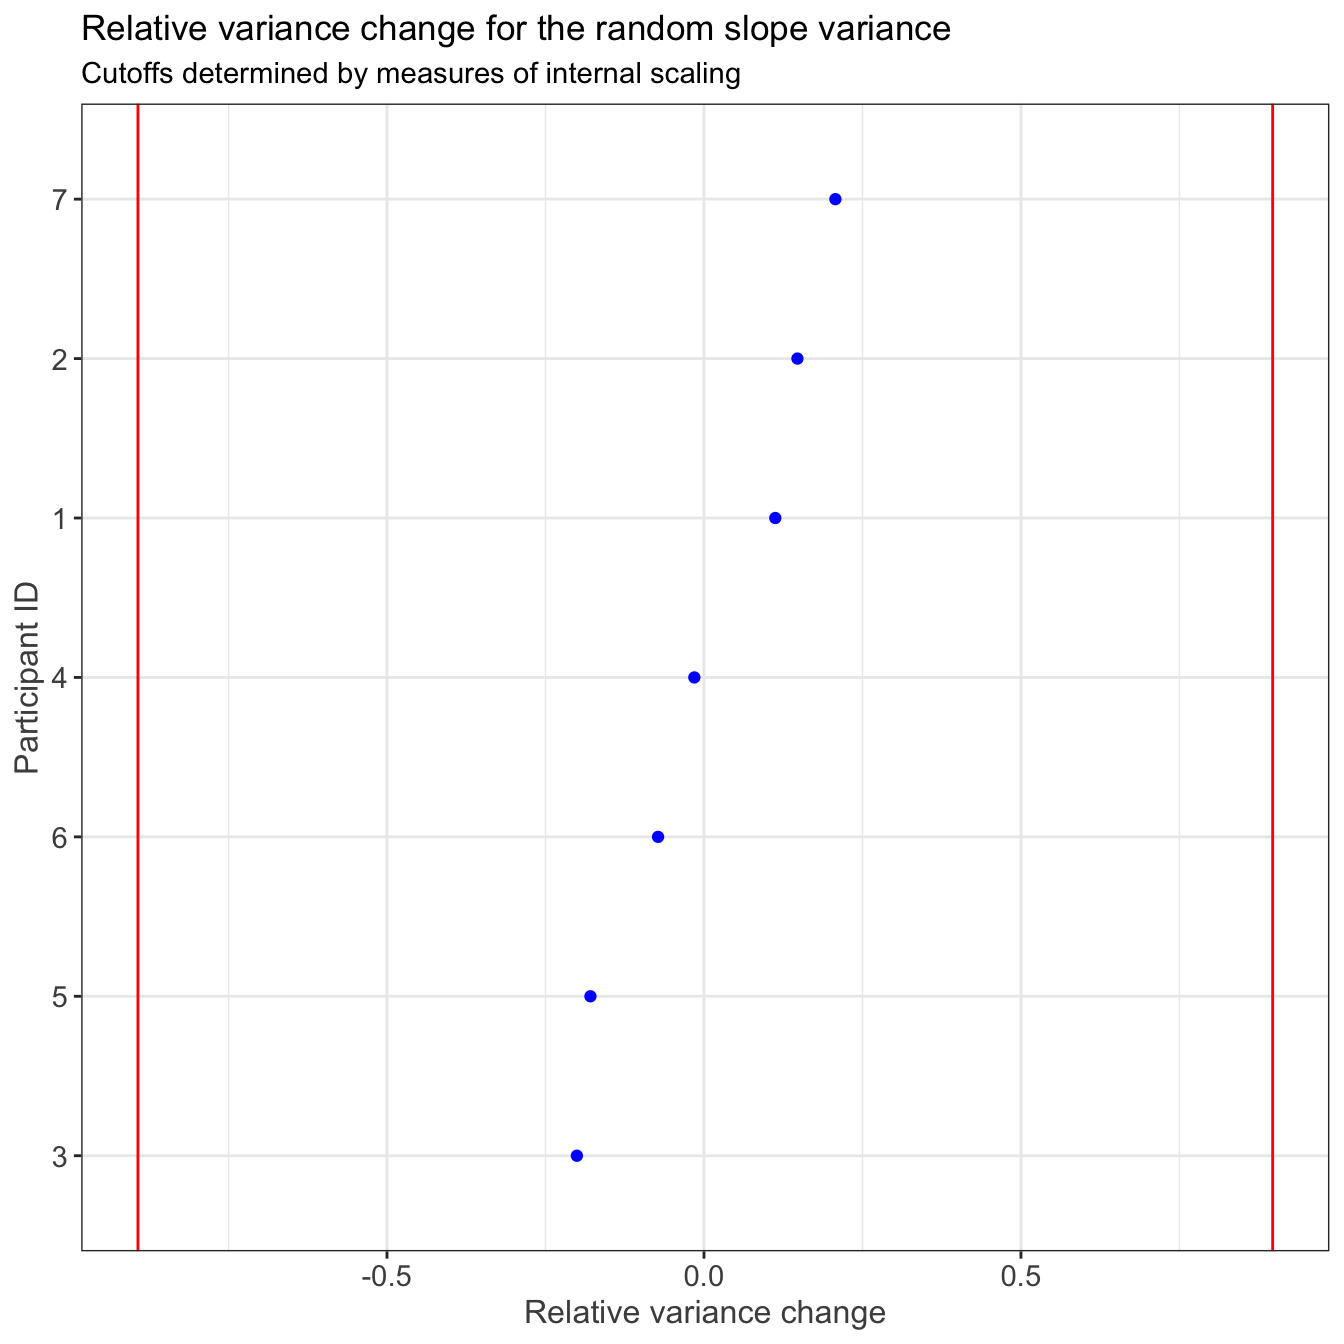 Relative variance change for the random slope variance
Cutoffs determined by measures of internal scaling
Participant ID
7
2
1
4
6
5
3
-0.5 0.0 0.5
Relative variance change